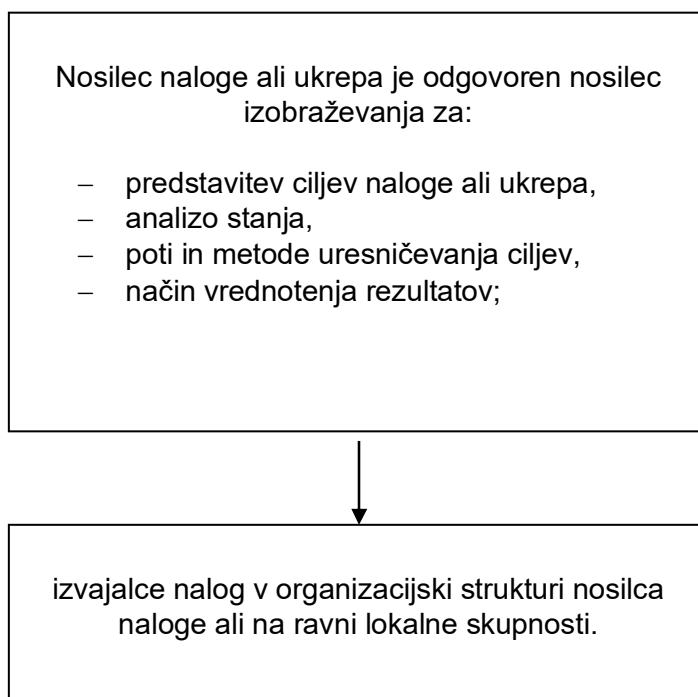 Nosilec naloge ali ukrepa je odgovoren nosilec
izobraževanja za:
– predstavitev ciljev naloge ali ukrepa,
– analizo stanja,
– poti in metode uresničevanja ciljev,
– način vrednotenja rezultatov;
izvajalce nalog v organizacijski strukturi nosilca
naloge ali na ravni lokalne skupnosti.